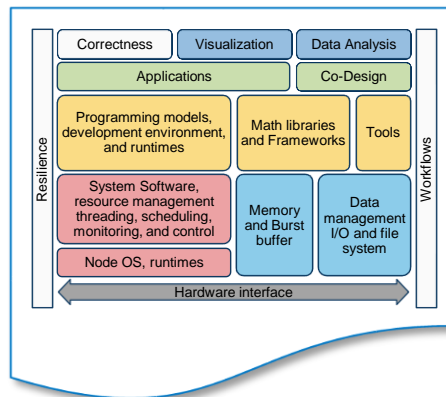 Correctness
Visualization
Data Analysis
Applications
Co-Design
Resilience
Programming models,
development environment,
and runtimes
Math libraries
and Frameworks
Tools
Workflows
System Software,
resource management
threading, scheduling,
monitoring, and control
Memory
and Burst
buffer
Data
management
I/O and file
system
Node OS, runtimes
Hardware interface